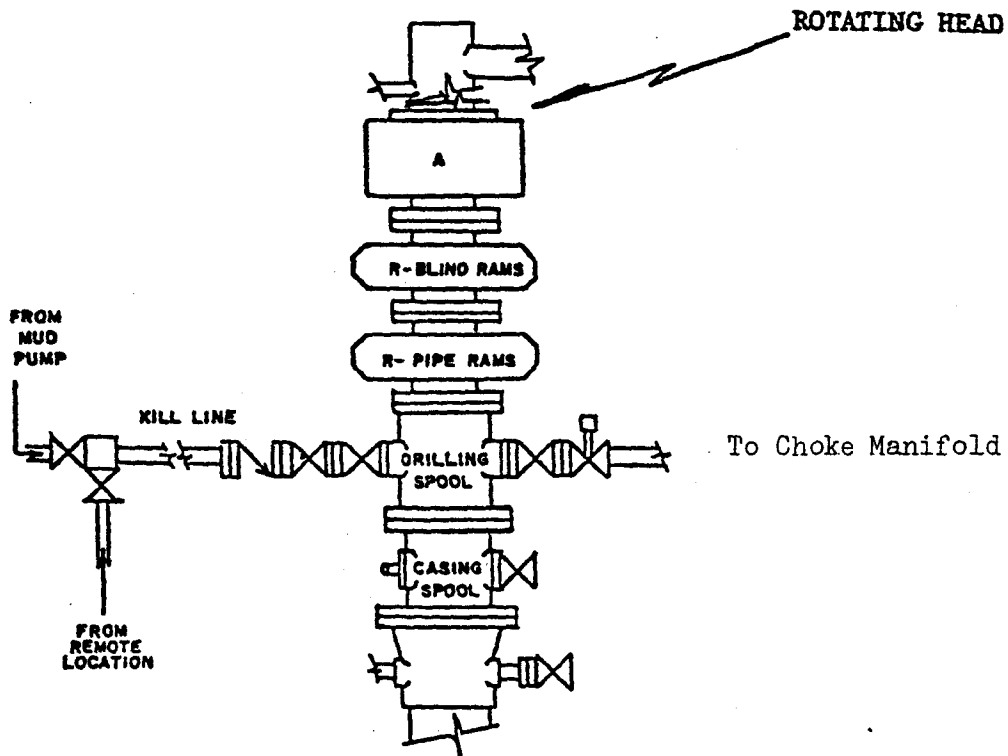 ROTATING HEAD
A
R-BLIND RAMS
R- PIPE RAMS
FROM
MUD
PUMP
KILL LINE
DRILLING
SPOOL
To Choke Manifold
CASING
SPOOL
FROM
REMOTE
LOCATION